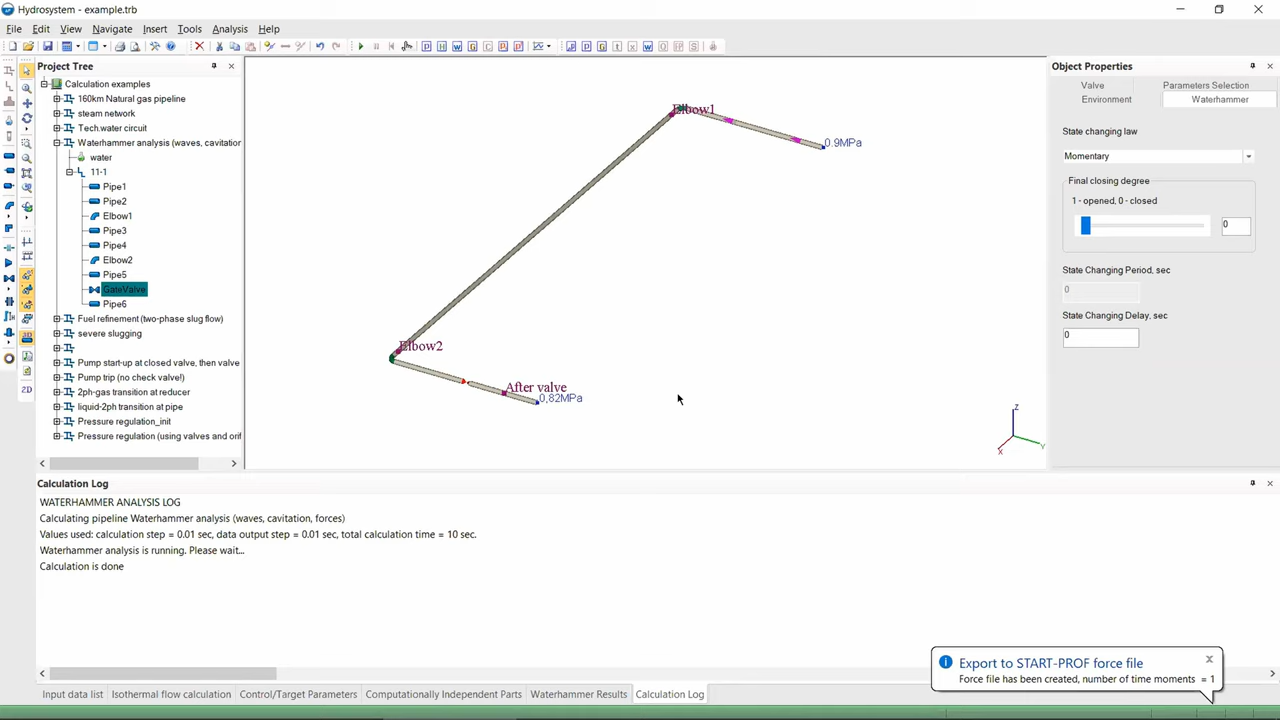 Hydrosystem - example.trb
File Edit View Navigate Insert Tools Analysis Help
Project Tree
Calculation examples
160km Natural gas pipeline
steam network
Tech.water circuit
Waterhammer analysis (waves, cavitation
water
11-1
Pipe1
Pipe2
Elbow1
Pipe3
Pipe4
Elbow2
Pipe5
GateValve
Pipe6
Fuel refinement (two-phase slug flow)
severe slugging
Pump start-up at closed valve, then valve
Pump trip (no check valve!)
2ph-gas transition at reducer
liquid-2ph transition at pipe
Pressure regulation_init
Pressure regulation (using valves and orif
Elbow1
0.9MPa
Elbow2
After valve
0,82MPa
Z
Y
X
Object Properties
Valve Parameters Selection
Environment Waterhammer
State changing law
Momentary
Final closing degree
1 - opened, 0 - closed
0
State Changing Period, sec
0
State Changing Delay, sec
0
Calculation Log
WATERHAMMER ANALYSIS LOG
Calculating pipeline Waterhammer analysis (waves, cavitation, forces)
Values used: calculation step = 0.01 sec, data output step = 0.01 sec, total calculation time = 10 sec.
Waterhammer analysis is running. Please wait...
Calculation is done
Export to START-PROF force file
Force file has been created, number of time moments = 1
Input data list Isothermal flow calculation Control/Target Parameters Computationally Independent Parts Waterhammer Results Calculation Log